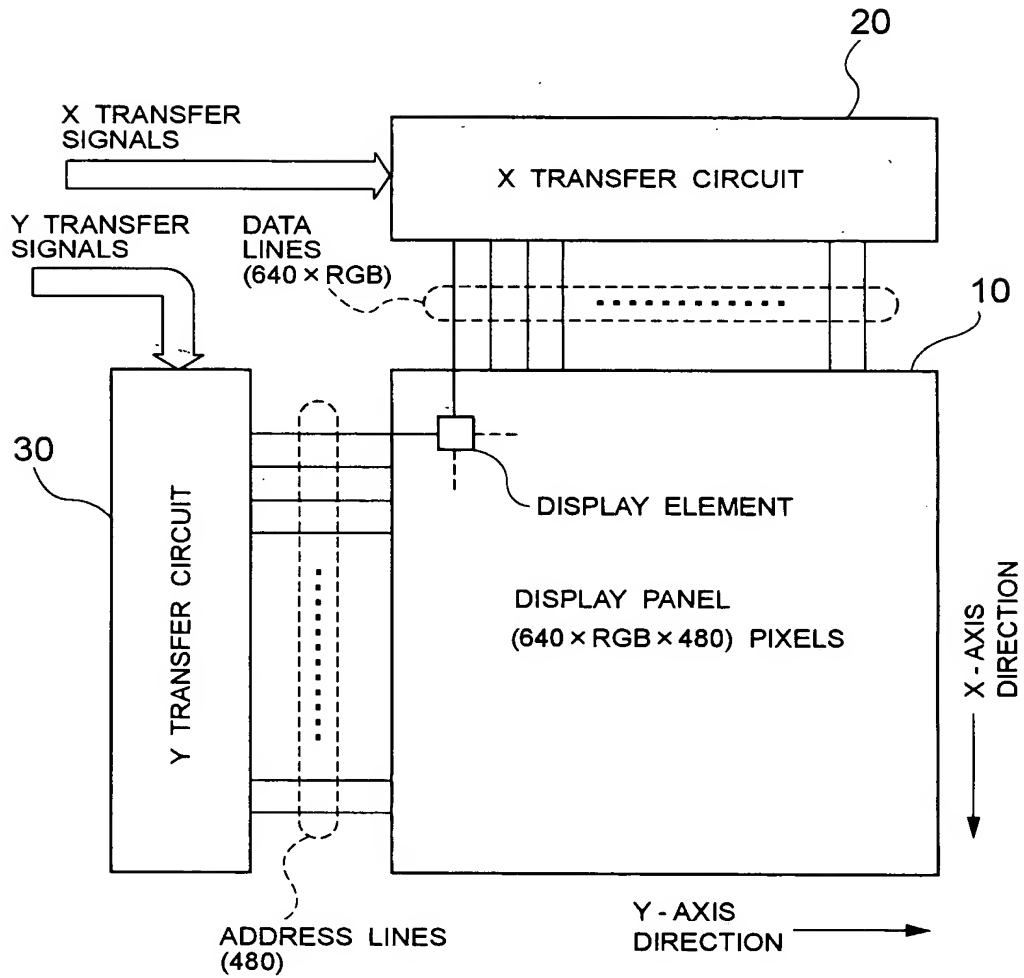 20
X TRANSFER
SIGNALS
X TRANSFER CIRCUIT
Y TRANSFER
SIGNALS
DATA
LINES
(640 × RGB)
10
30
Y TRANSFER CIRCUIT
DISPLAY ELEMENT
DISPLAY PANEL
(640 × RGB × 480) PIXELS
X - AXIS
DIRECTION
ADDRESS LINES
(480)
Y - AXIS
DIRECTION